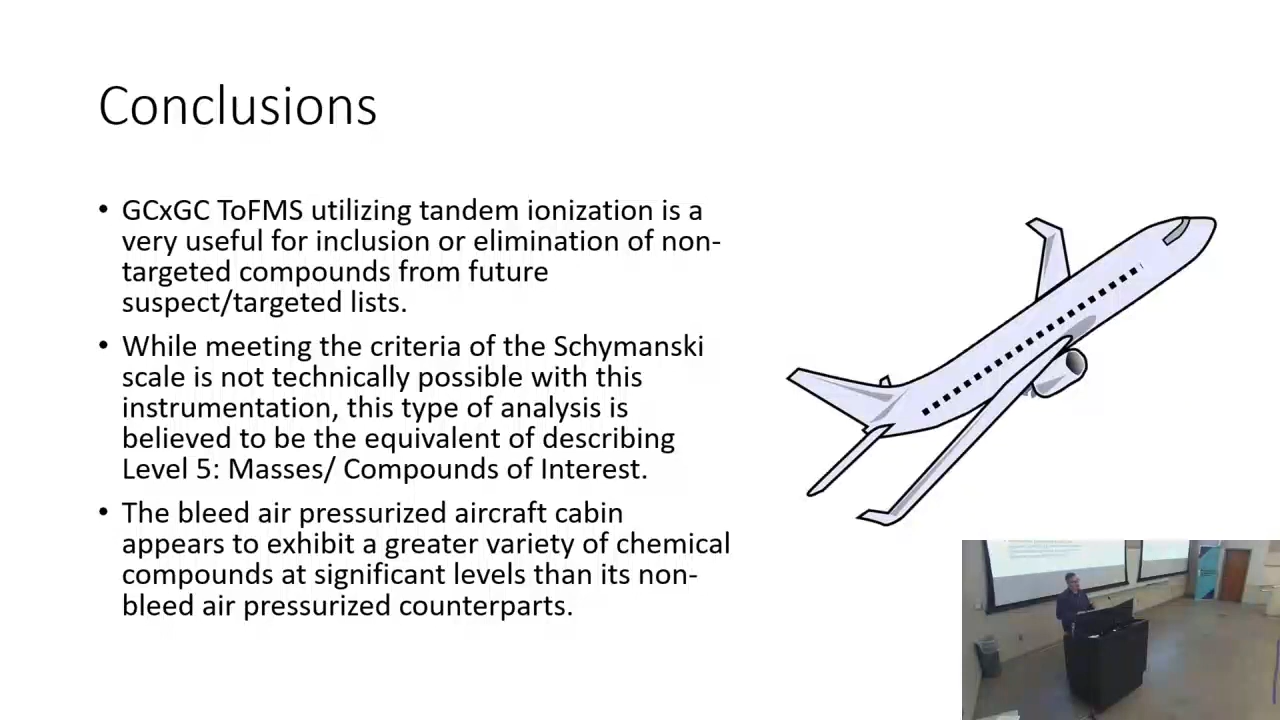 Conclusions
• GCxGC ToFMS utilizing tandem ionization is a
very useful for inclusion or elimination of non-
targeted compounds from future
suspect/targeted lists.
• While meeting the criteria of the Schymanski
scale is not technically possible with this
instrumentation, this type of analysis is
believed to be the equivalent of describing
Level 5: Masses/ Compounds of Interest.
• The bleed air pressurized aircraft cabin
appears to exhibit a greater variety of chemical
compounds at significant levels than its non-
bleed air pressurized counterparts.